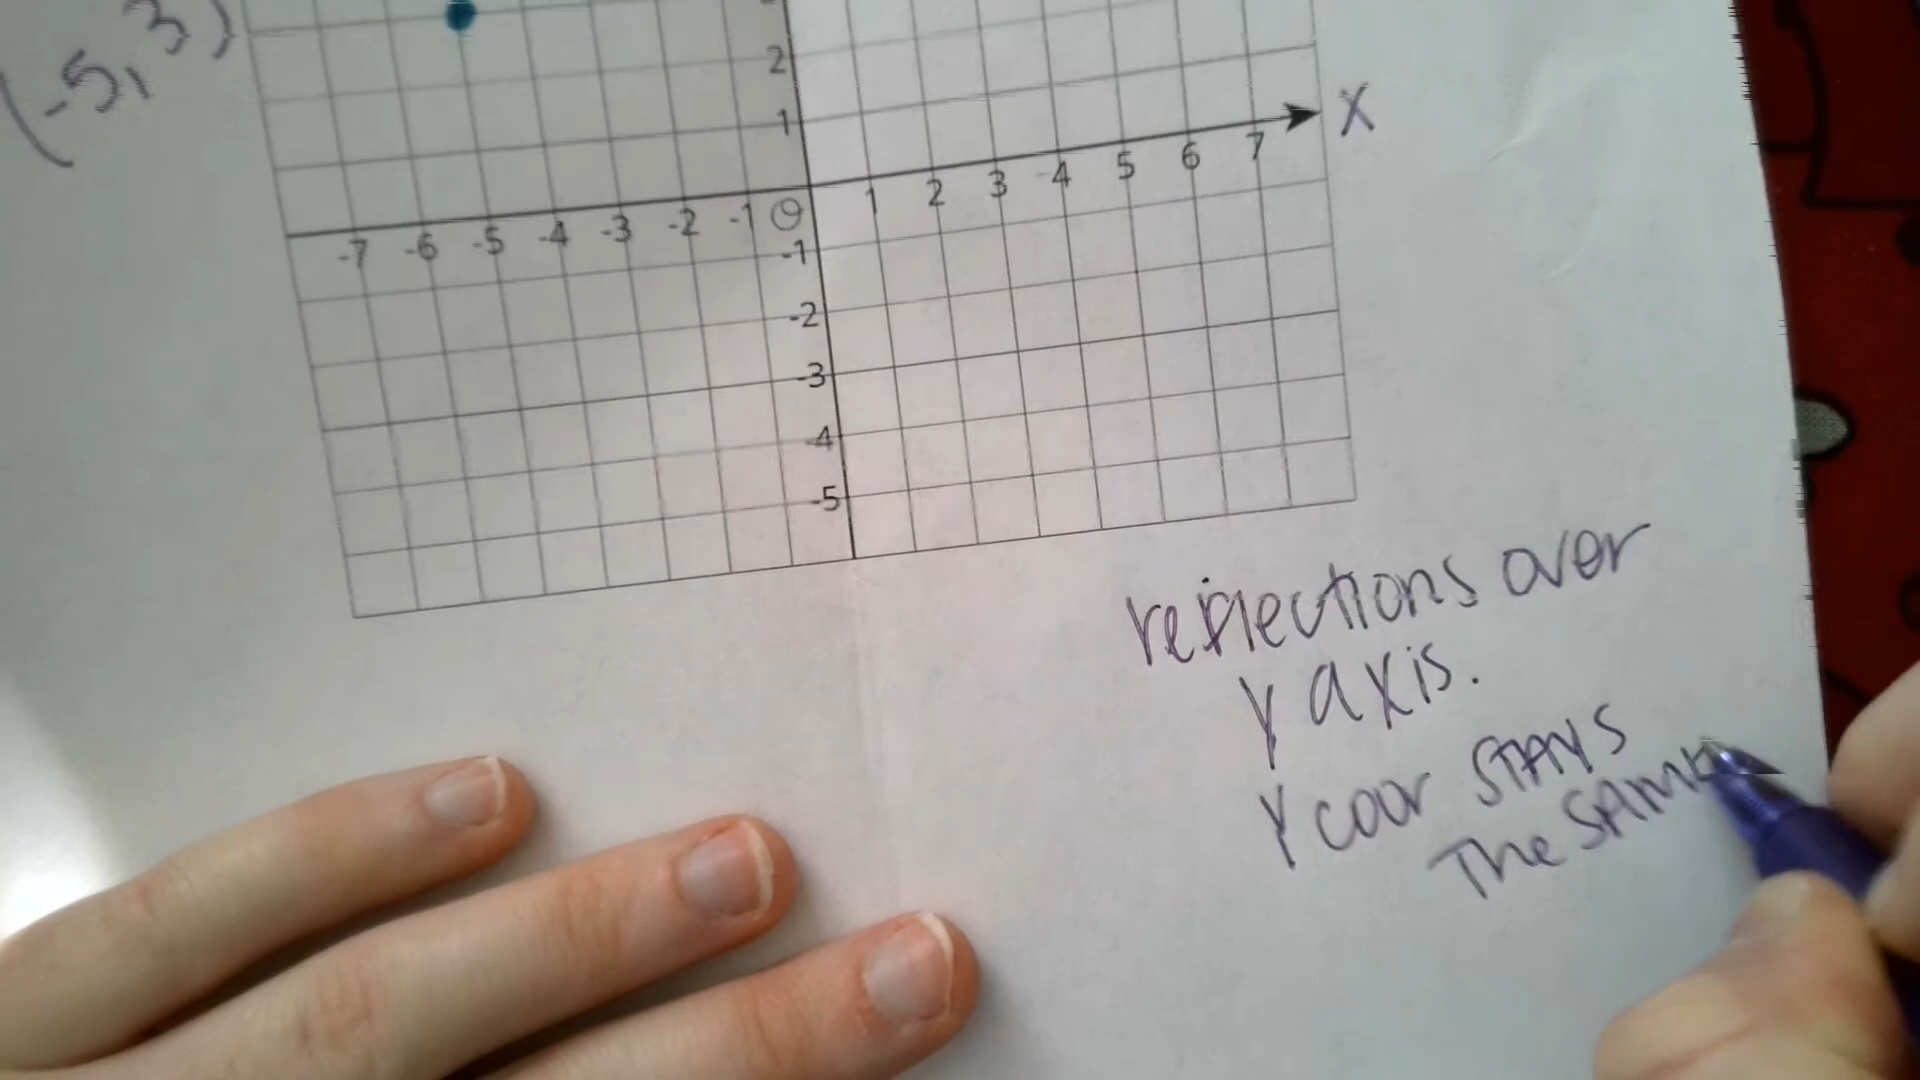 (-5, 3)
2
1
X
-7 -6 -5 -4 -3 -2 -1 0 1 2 3 4 5 6 7
-1
-2
-3
-4
-5
reflections over
y axis.
y coor STAYS
The SAM